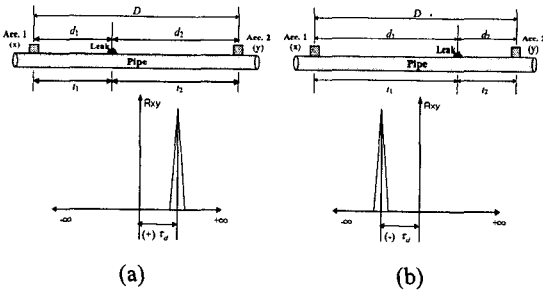 D
d₁
d₂
Acc. 1
(x)
Leak
Acc. 2
(y)
Pipe
t₁
t₂
Rxy
-∞
+∞
(+) τd
(a)
D
d₁
d₂
Acc. 1
(x)
Leak
Acc. 1
(y)
Pipe
t₁
t₂
Rxy
-∞
+∞
(-) τd
(b)